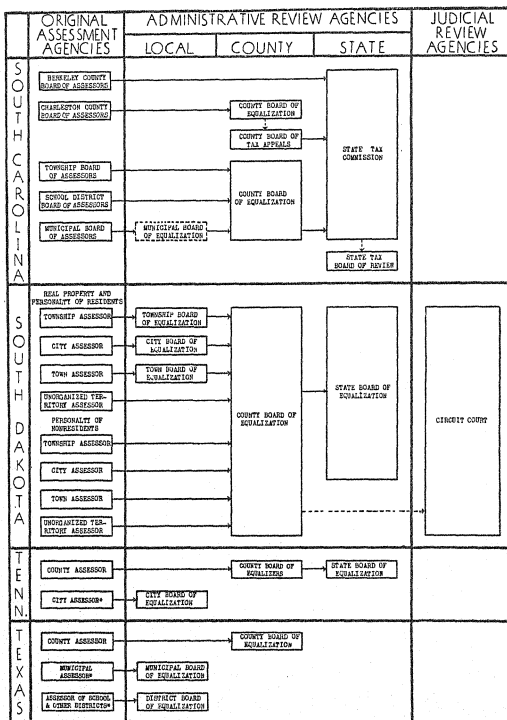 ORIGINAL ASSESSMENT AGENCIES
ADMINISTRATIVE REVIEW AGENCIES
JUDICIAL REVIEW AGENCIES
LOCAL
COUNTY
STATE
SOUTH CAROLINA
BERKELEY COUNTY
BOARD OF ASSESSORS
CHARLESTON COUNTY
BOARD OF ASSESSORS
COUNTY BOARD OF
EQUALIZATION
COUNTY BOARD OF
TAX APPEALS
STATE TAX
COMMISSION
TOWNSHIP BOARD
OF ASSESSORS
SCHOOL DISTRICT
BOARD OF ASSESSORS
COUNTY BOARD
OF EQUALIZATION
MUNICIPAL BOARD
OF ASSESSORS
MUNICIPAL BOARD
OF EQUALIZATION
STATE TAX
BOARD OF REVIEW
SOUTH DAKOTA
REAL PROPERTY AND
PERSONALTY OF RESIDENTS
TOWNSHIP ASSESSOR
TOWNSHIP BOARD
OF EQUALIZATION
CITY ASSESSOR
CITY BOARD OF
EQUALIZATION
TOWN ASSESSOR
TOWN BOARD OF
EQUALIZATION
UNORGANIZED TER-
RITORY ASSESSOR
COUNTY BOARD OF
EQUALIZATION
STATE BOARD OF
EQUALIZATION
CIRCUIT COURT
PERSONALTY OF
NONRESIDENTS
TOWNSHIP ASSESSOR
CITY ASSESSOR
TOWN ASSESSOR
UNORGANIZED TER-
RITORY ASSESSOR
TENN.
COUNTY ASSESSOR
COUNTY BOARD OF
EQUALIZERS
STATE BOARD OF
EQUALIZATION
CITY ASSESSOR*
CITY BOARD OF
EQUALIZATION
TEXAS
COUNTY ASSESSOR
COUNTY BOARD OF
EQUALIZATION
MUNICIPAL
ASSESSOR*
MUNICIPAL BOARD
OF EQUALIZATION
ASSESSOR OF SCHOOL
& OTHER DISTRICTS*
DISTRICT BOARD
OF EQUALIZATION